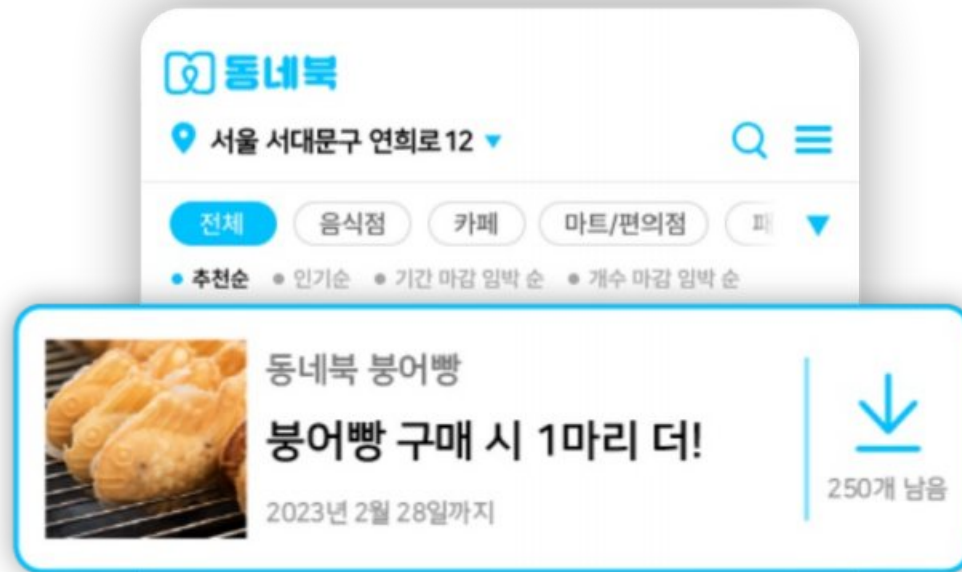 동네북
서울 서대문구 연희로 12
전체 음식점 카페 마트/편의점
추천순 인기순 기간 마감 임박 순 개수 마감 임박 순
동네북 붕어빵
붕어빵 구매 시 1마리 더!
2023년 2월 28일까지
250개 남음